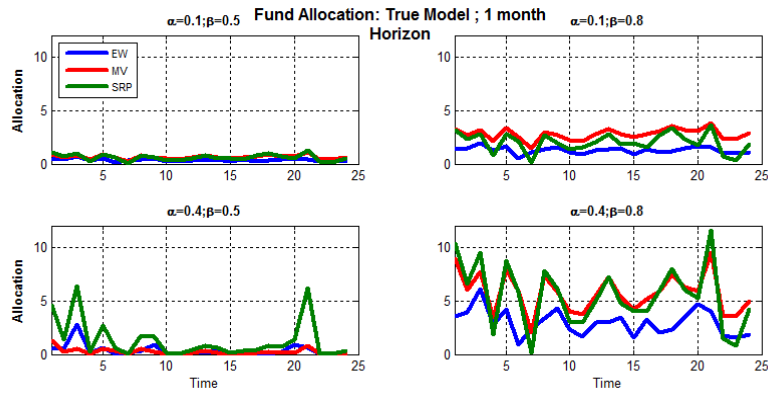 Fund Allocation: True Model ; 1 month
Horizon
α=0.1;β=0.5
α=0.1;β=0.8
Allocation
10
5
0
EW
MV
SRP
5
10
15
20
25
10
5
0
5
10
15
20
25
α=0.4;β=0.5
α=0.4;β=0.8
Allocation
10
5
0
5
10
15
20
25
Time
10
5
0
5
10
15
20
25
Time